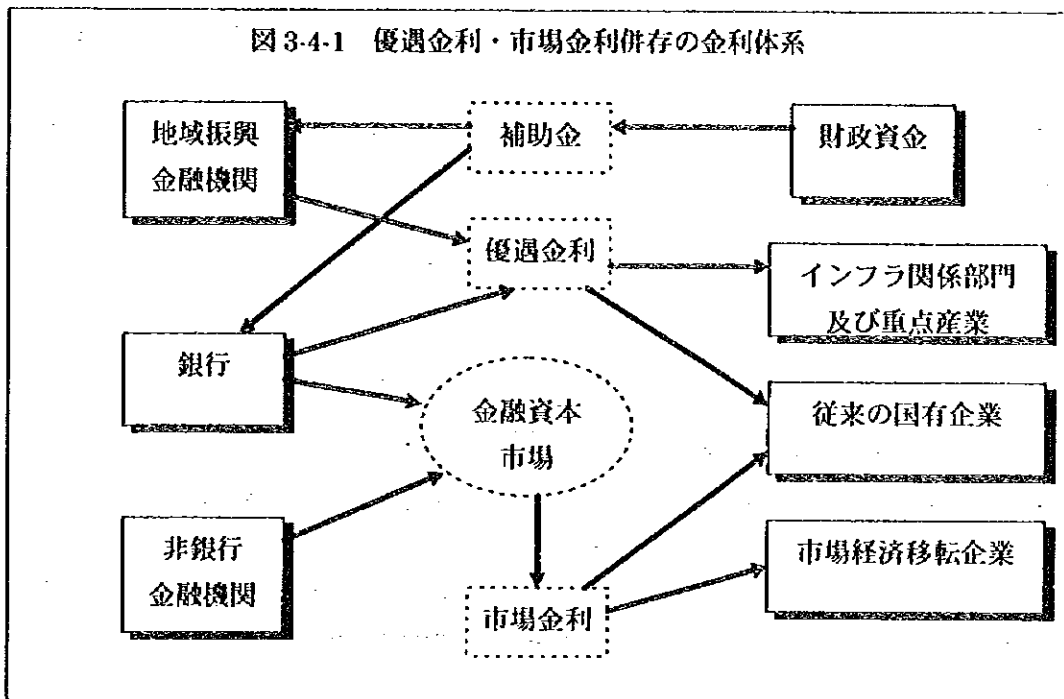 図 3-4-1 優遇金利・市場金利併存の金利体系
地域振興
金融機関
補助金
財政資金
優遇金利
インフラ関係部門
及び重点産業
銀行
金融資本
市場
従来の国有企業
非銀行
金融機関
市場経済移転企業
市場金利